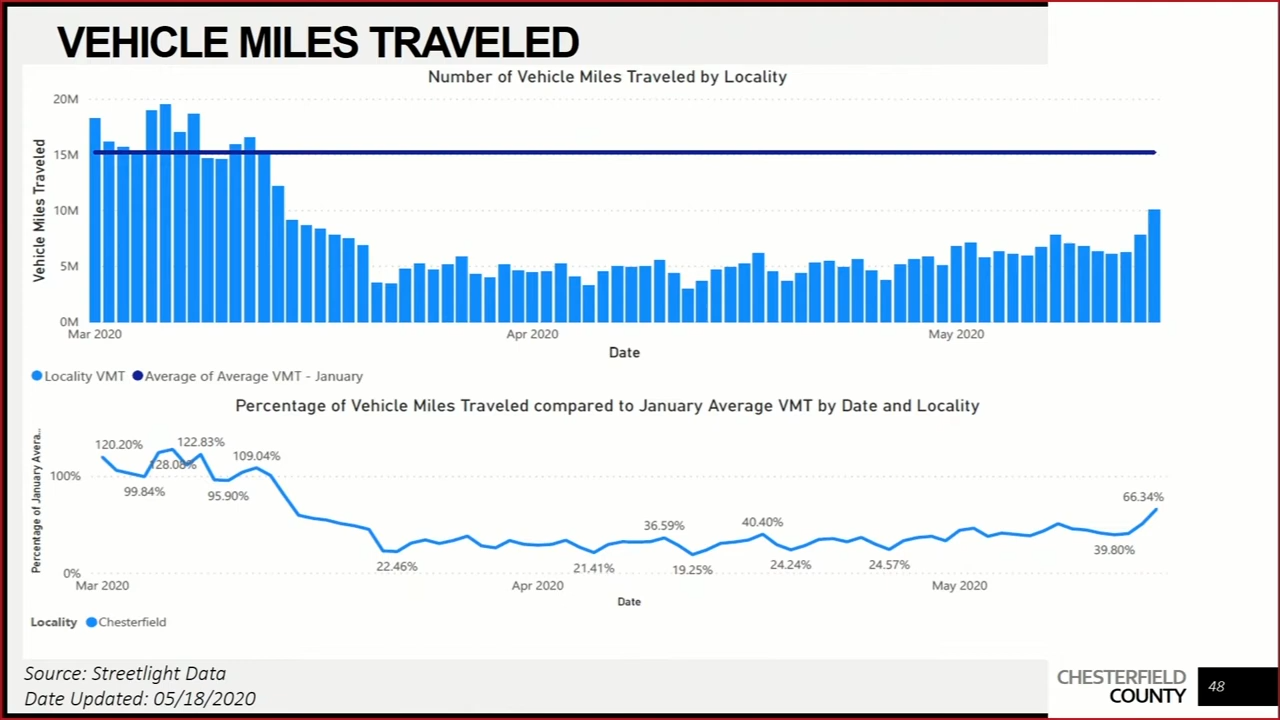 VEHICLE MILES TRAVELED
Number of Vehicle Miles Traveled by Locality
Vehicle Miles Traveled
20M
15M
10M
5M
0M
Mar 2020
Apr 2020
May 2020
Date
Locality VMT
Average of Average VMT - January
Percentage of Vehicle Miles Traveled compared to January Average VMT by Date and Locality
Percentage of January Avera...
100%
0%
120.20%
99.84%
128.08%
122.83%
95.90%
109.04%
22.46%
21.41%
36.59%
19.25%
40.40%
24.24%
24.57%
39.80%
66.34%
Mar 2020
Apr 2020
May 2020
Date
Locality
Chesterfield
Source: Streetlight Data
Date Updated: 05/18/2020
CHESTERFIELD
COUNTY
48